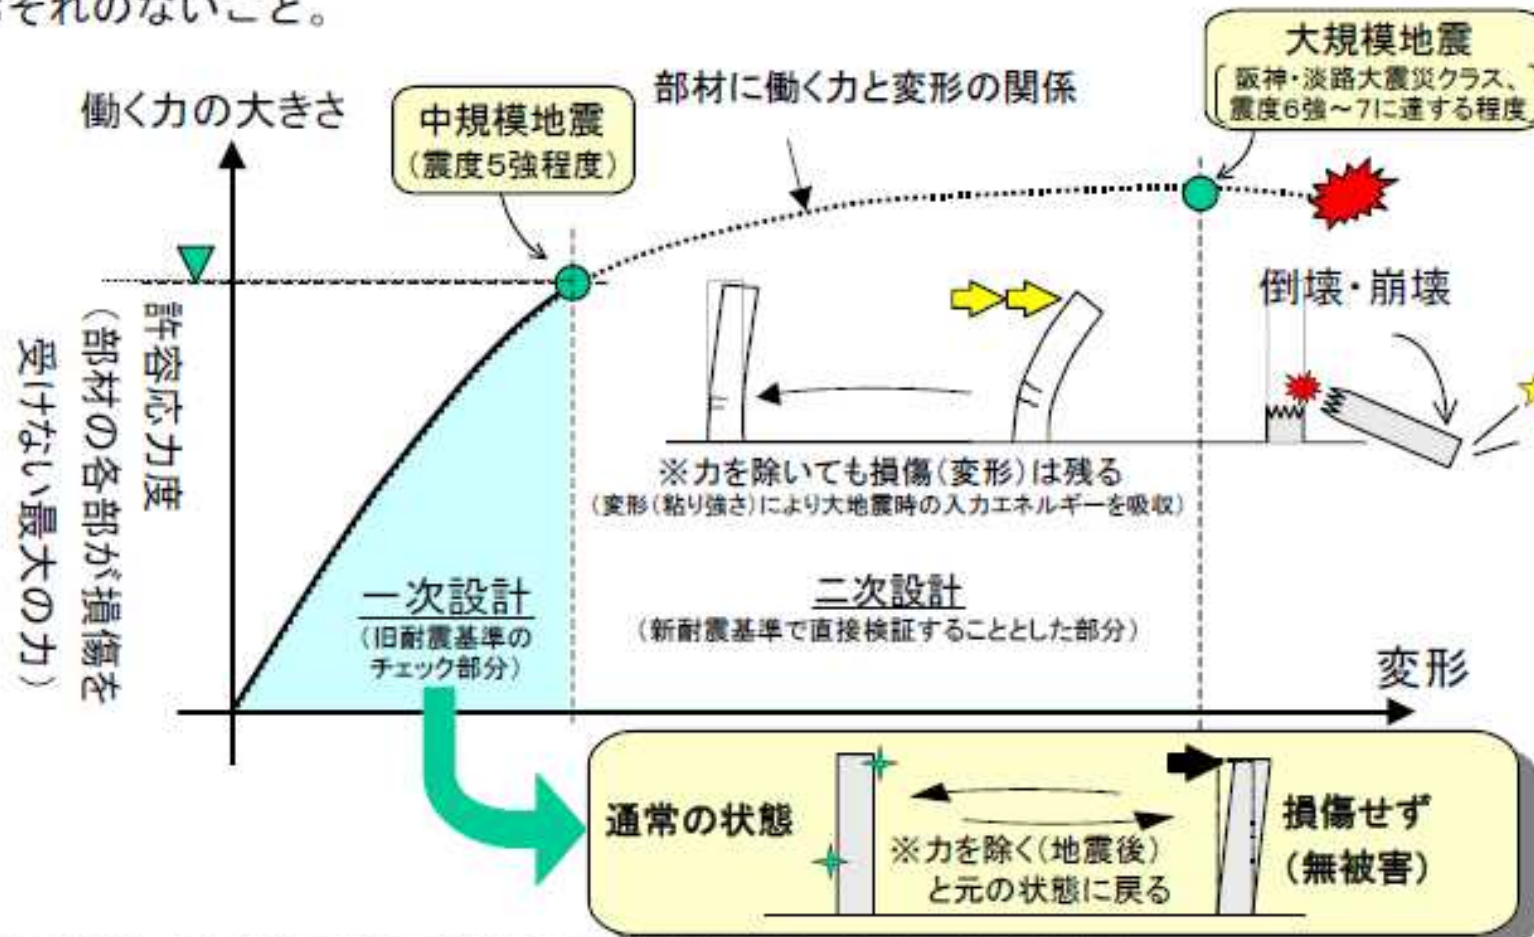 それのないこと。
大規模地震
阪神・淡路大震災クラス、
震度6強～7に達する程度
部材に働く力と変形の関係
働く力の大きさ
中規模地震
(震度5強程度)
倒壊・崩壊
許容応力度
(部材の各部が損傷を
受けない最大の力)
※力を除いても損傷(変形)は残る
(変形(粘り強さ)により大地震時の入力エネルギーを吸収)
一次設計
(旧耐震基準の
チェック部分)
二次設計
(新耐震基準で直接検証することとした部分)
変形
通常の状態
※力を除く(地震後)
と元の状態に戻る
損傷せず
(無被害)